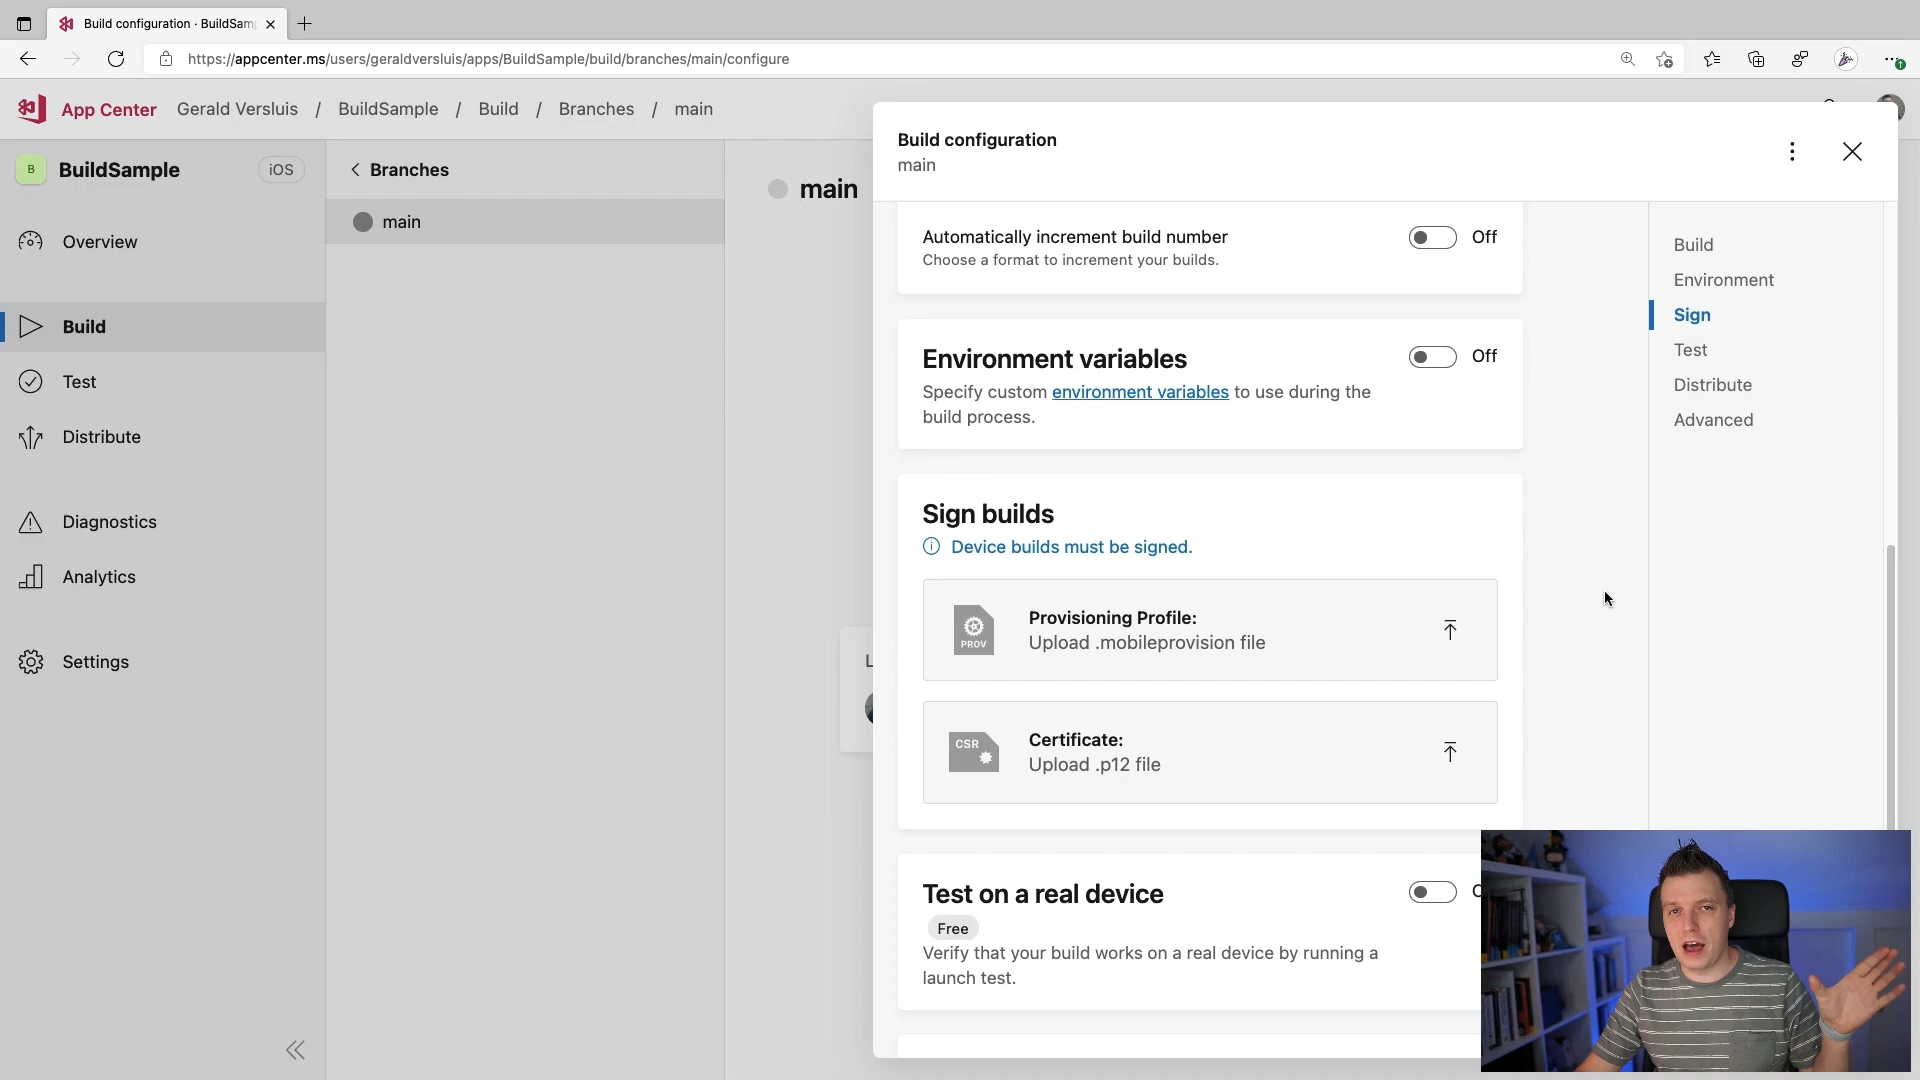 Build configuration · BuildSam
https://appcenter.ms/users/geraldversluis/apps/BuildSample/build/branches/main/configure
App Center Gerald Versluis / BuildSample / Build / Branches / main
B BuildSample iOS
Overview
Build
Test
Distribute
Diagnostics
Analytics
Settings
Branches
main
main
L
Build configuration
main
Automatically increment build number Off
Choose a format to increment your builds.
Environment variables Off
Specify custom environment variables to use during the
build process.
Sign builds
Device builds must be signed.
PROV
Provisioning Profile:
Upload .mobileprovision file
CSR
Certificate:
Upload .p12 file
Test on a real device
Free
Verify that your build works on a real device by running a
launch test.
Build
Environment
Sign
Test
Distribute
Advanced